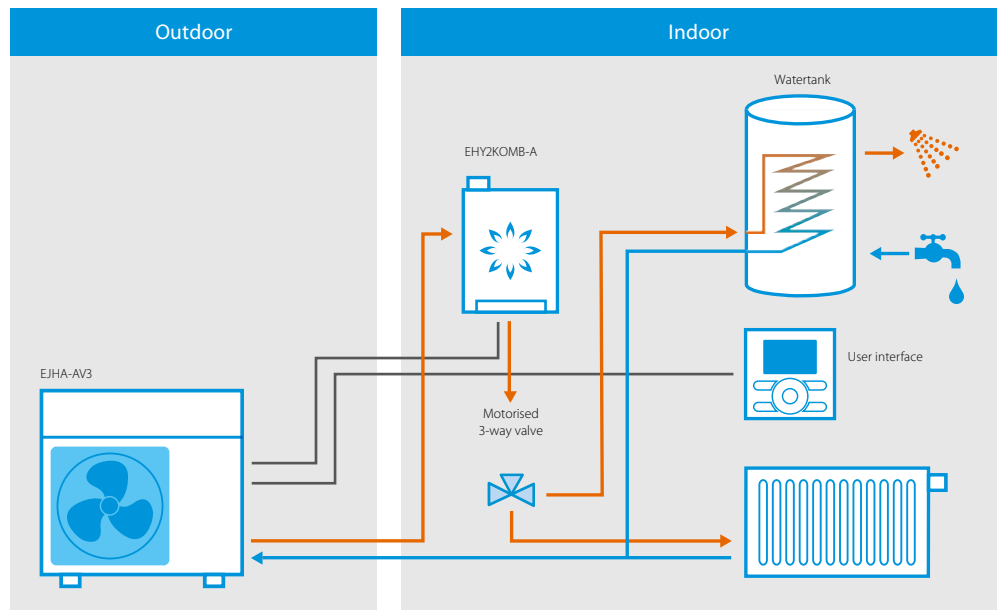 Outdoor
Indoor
Watertank
EHY2KOMB-A
User interface
EJHA-AV3
Motorised
3-way valve